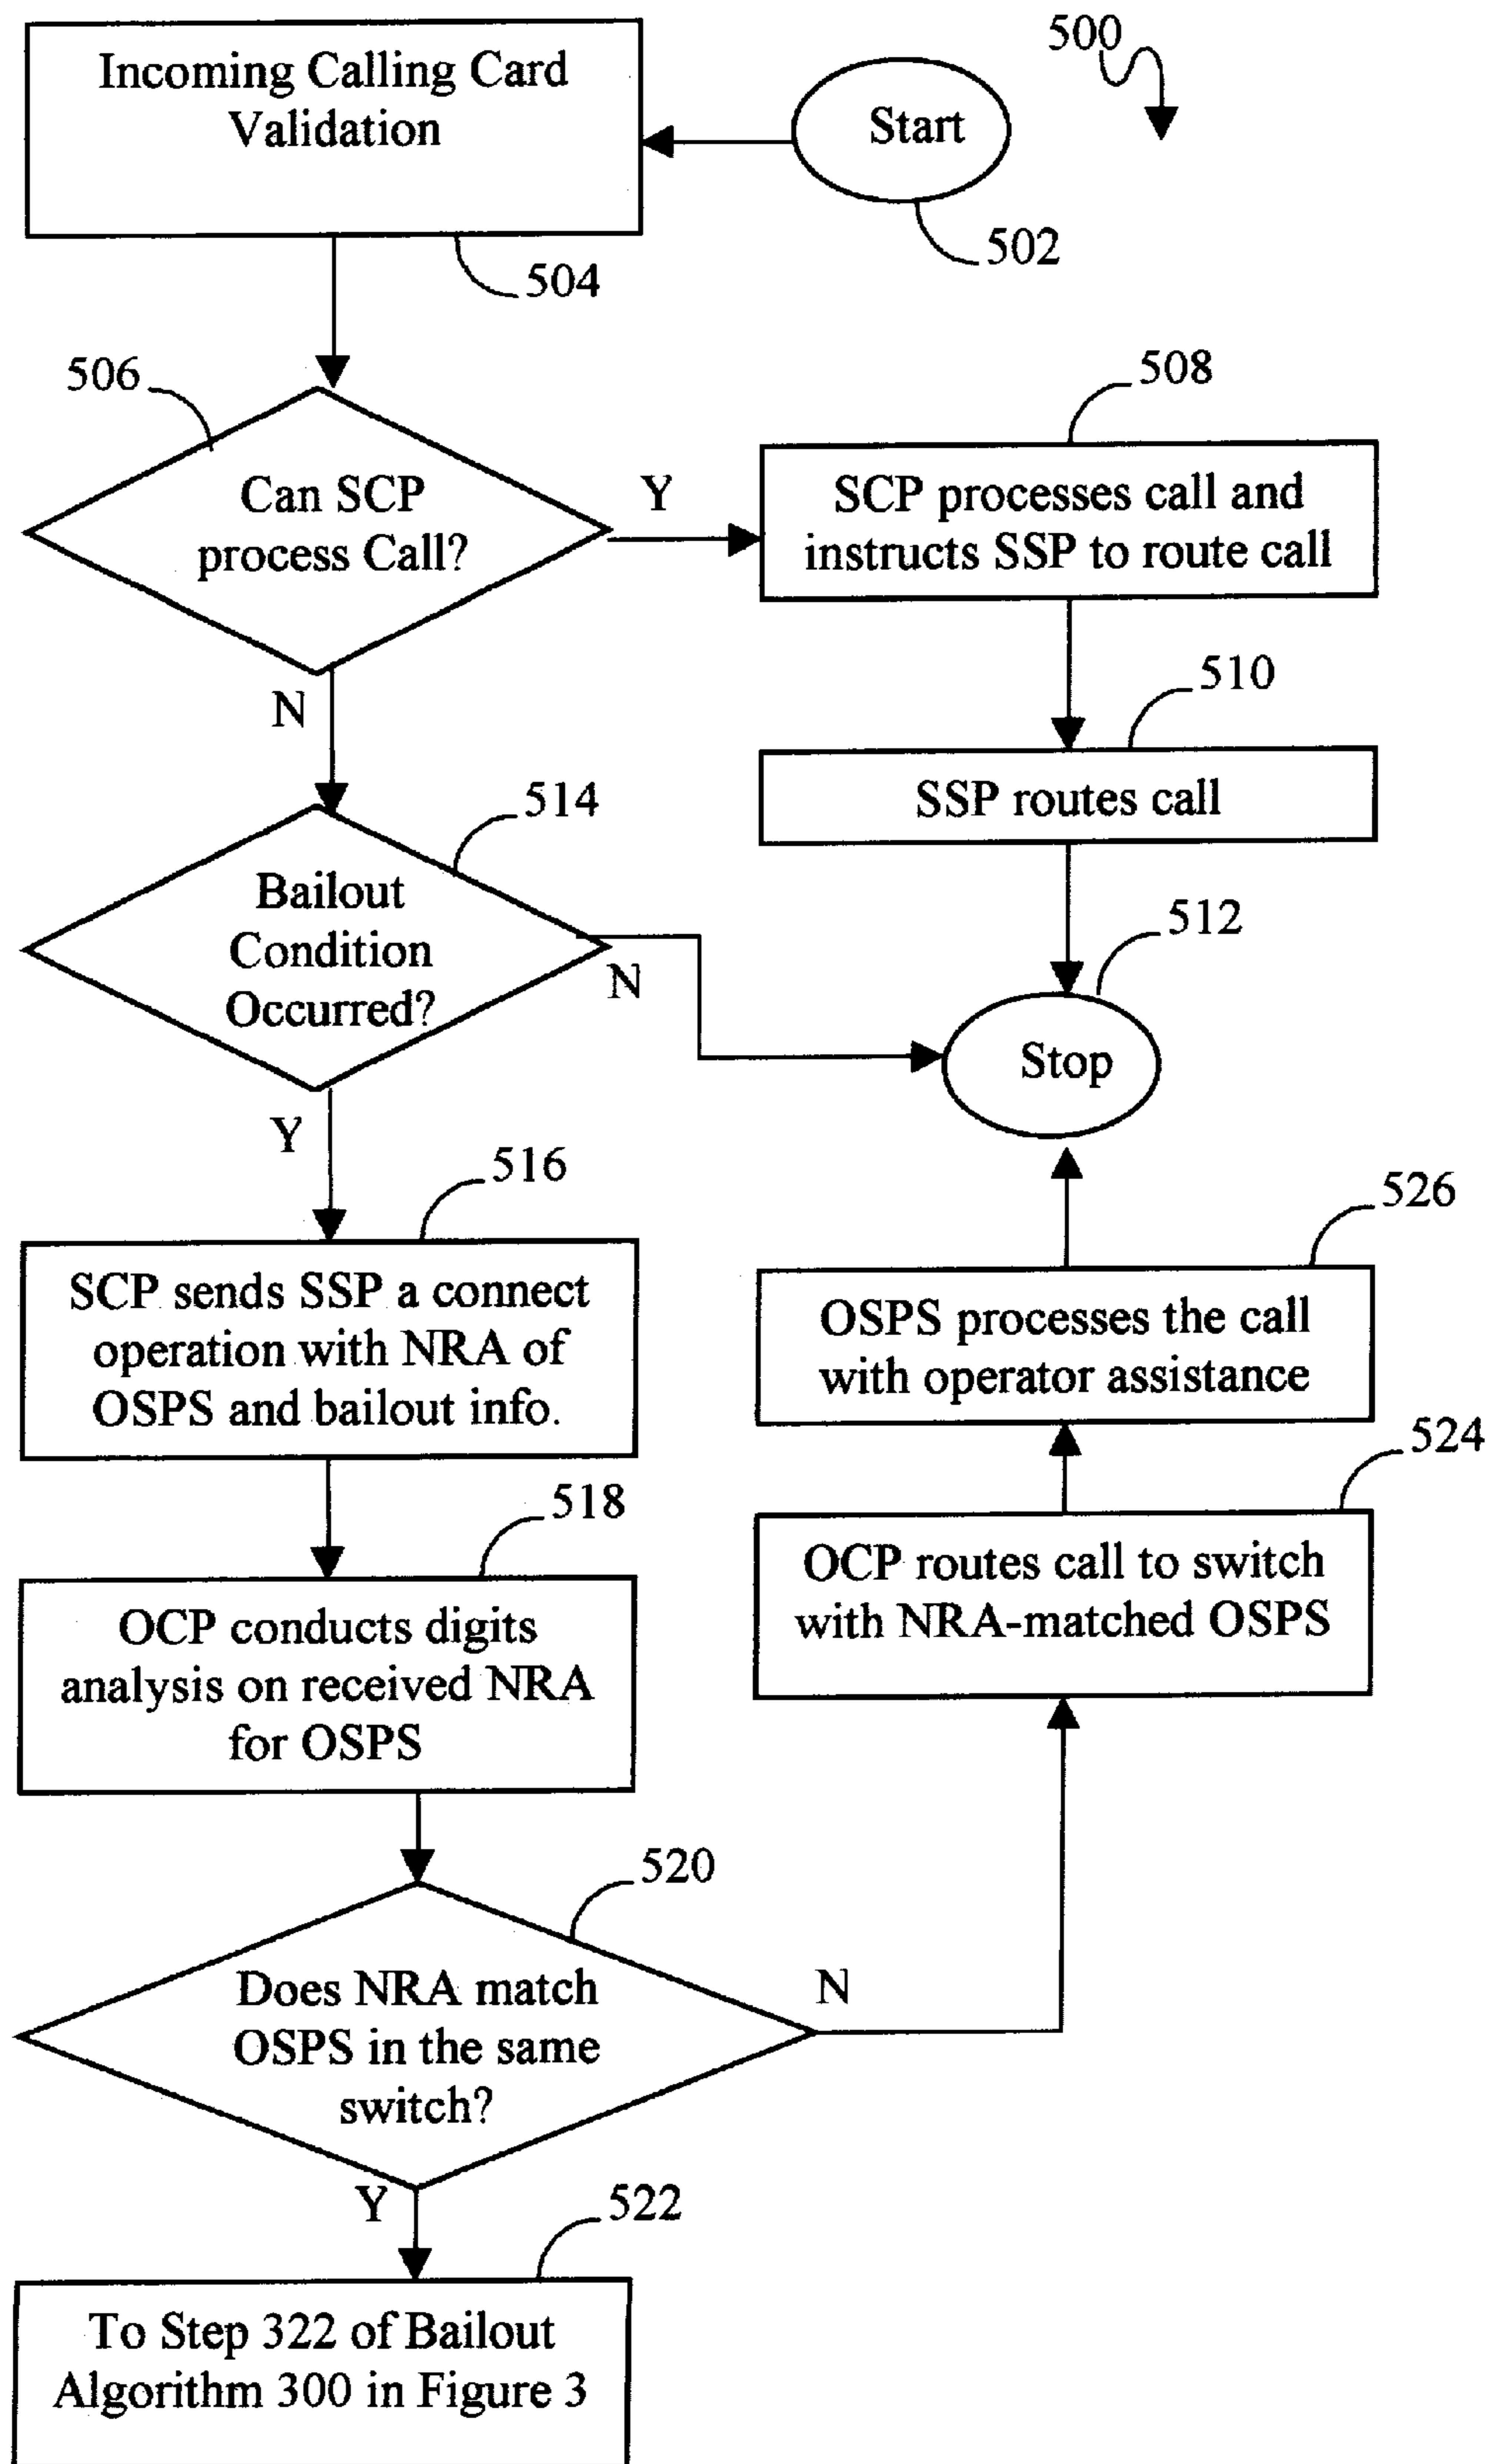 500
Incoming Calling Card
Validation
Start
502
504
506
Can SCP
process Call?
Y
N
508
SCP processes call and
instructs SSP to route call
510
SSP routes call
512
Stop
514
Bailout
Condition
Occurred?
N
Y
516
SCP sends SSP a connect
operation with NRA of
OSPS and bailout info.
518
OCP conducts digits
analysis on received NRA
for OSPS
520
Does NRA match
OSPS in the same
switch?
N
Y
522
To Step 322 of Bailout
Algorithm 300 in Figure 3
524
OCP routes call to switch
with NRA-matched OSPS
526
OSPS processes the call
with operator assistance